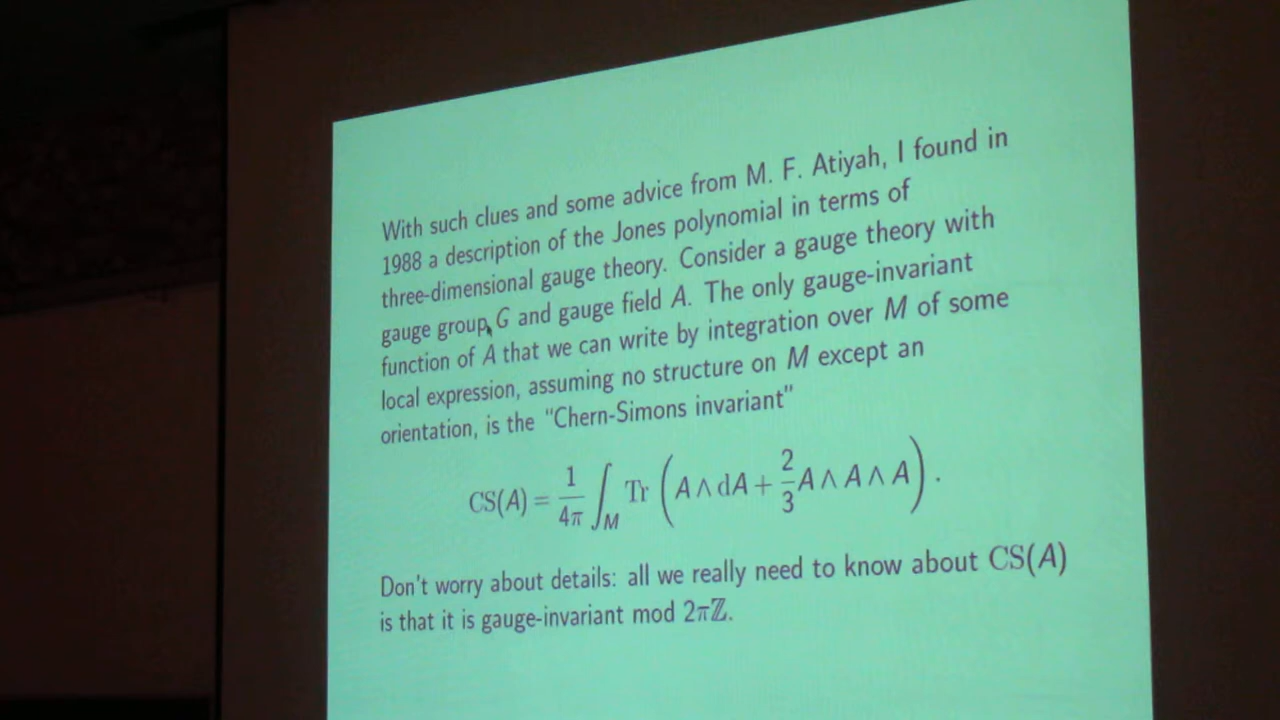 With such clues and some advice from M. F. Atiyah, I found in
1988 a description of the Jones polynomial in terms of
three-dimensional gauge theory. Consider a gauge theory with
gauge group G and gauge field A. The only gauge-invariant
function of A that we can write by integration over M of some
local expression, assuming no structure on M except an
orientation, is the “Chern-Simons invariant”
CS(A) = 1/4π ∫_M Tr (A∧dA + 2/3 A∧A∧A).
Don't worry about details: all we really need to know about CS(A)
is that it is gauge-invariant mod 2πℤ.